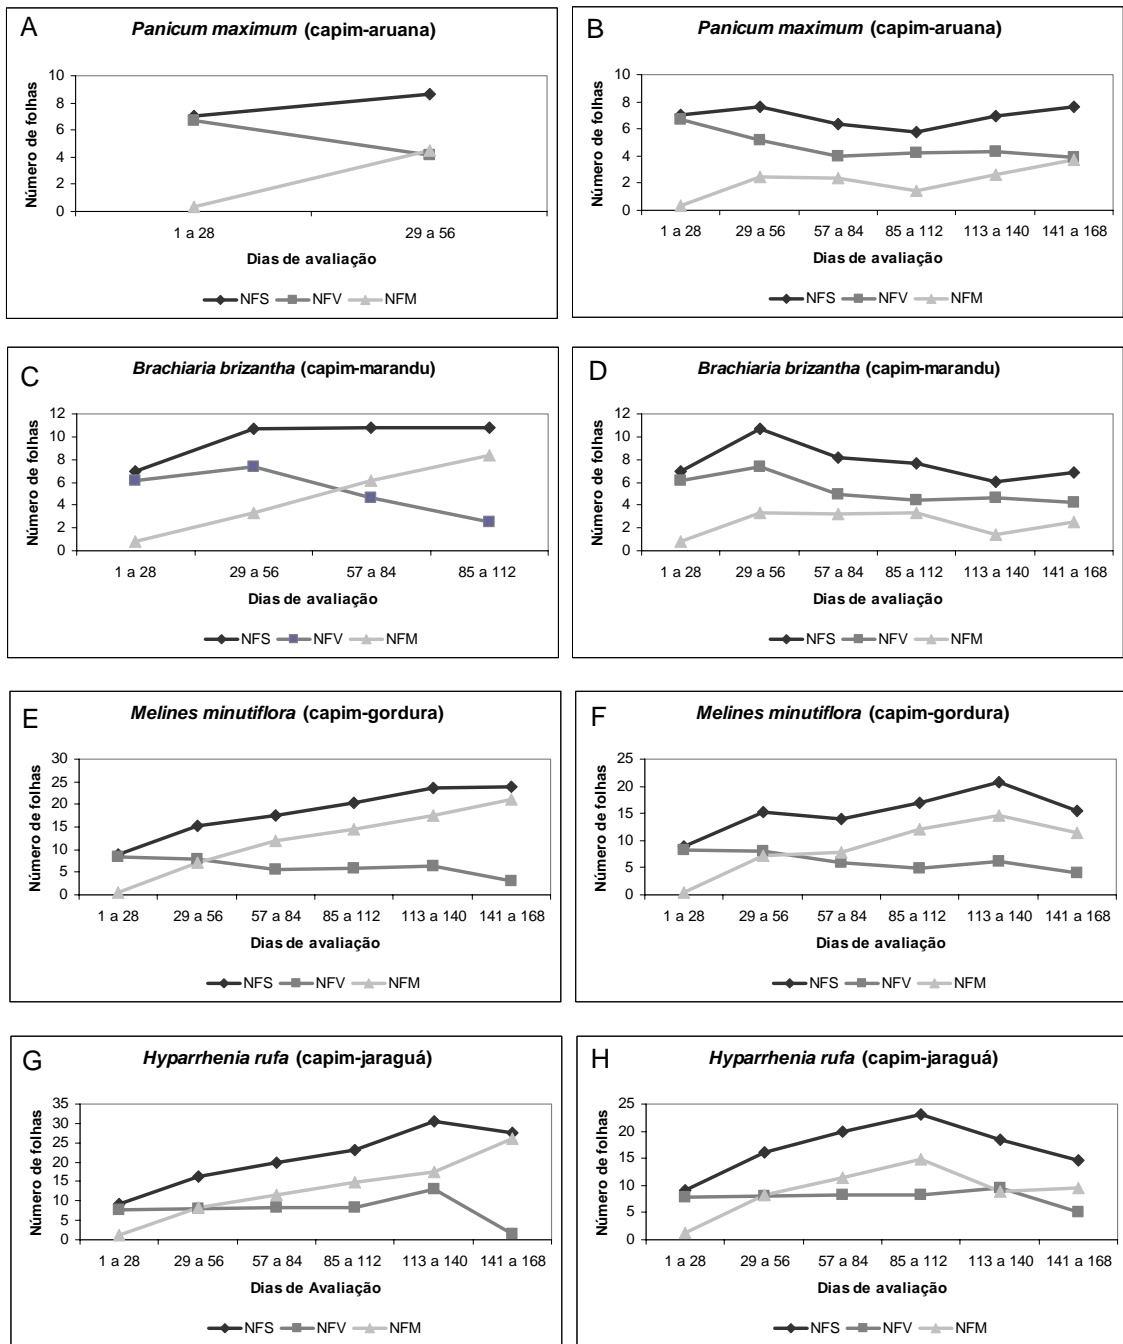 A
Panicum maximum (capim-aruana)
Número de folhas
10
8
6
4
2
0
1 a 28 29 a 56
Dias de avaliação
NFS NFV NFM
B
Panicum maximum (capim-aruana)
Número de folhas
10
8
6
4
2
0
1 a 28 29 a 56 57 a 84 85 a 112 113 a 140 141 a 168
Dias de avaliação
NFS NFV NFM
C
Brachiaria brizantha (capim-marandu)
Número de folhas
12
10
8
6
4
2
0
1 a 28 29 a 56 57 a 84 85 a 112
Dias de avaliação
NFS NFV NFM
D
Brachiaria brizantha (capim-marandu)
Número de folhas
12
10
8
6
4
2
0
1 a 28 29 a 56 57 a 84 85 a 112 113 a 140 141 a 168
Dias de avaliação
NFS NFV NFM
E
Melines minutiflora (capim-gordura)
Número de folhas
30
25
20
15
10
5
0
1 a 28 29 a 56 57 a 84 85 a 112 113 a 140 141 a 168
Dias de avaliação
NFS NFV NFM
F
Melines minutiflora (capim-gordura)
Número de folhas
25
20
15
10
5
0
1 a 28 29 a 56 57 a 84 85 a 112 113 a 140 141 a 168
Dias de avaliação
NFS NFV NFM
G
Hyparrhenia rufa (capim-jaraguá)
Número de folhas
35
30
25
20
15
10
5
0
1 a 28 29 a 56 57 a 84 85 a 112 113 a 140 141 a 168
Dias de Avaliação
NFS NFV NFM
H
Hyparrhenia rufa (capim-jaraguá)
Número de folhas
25
20
15
10
5
0
1 a 28 29 a 56 57 a 84 85 a 112 113 a 140 141 a 168
Dias de avaliação
NFS NFV NFM